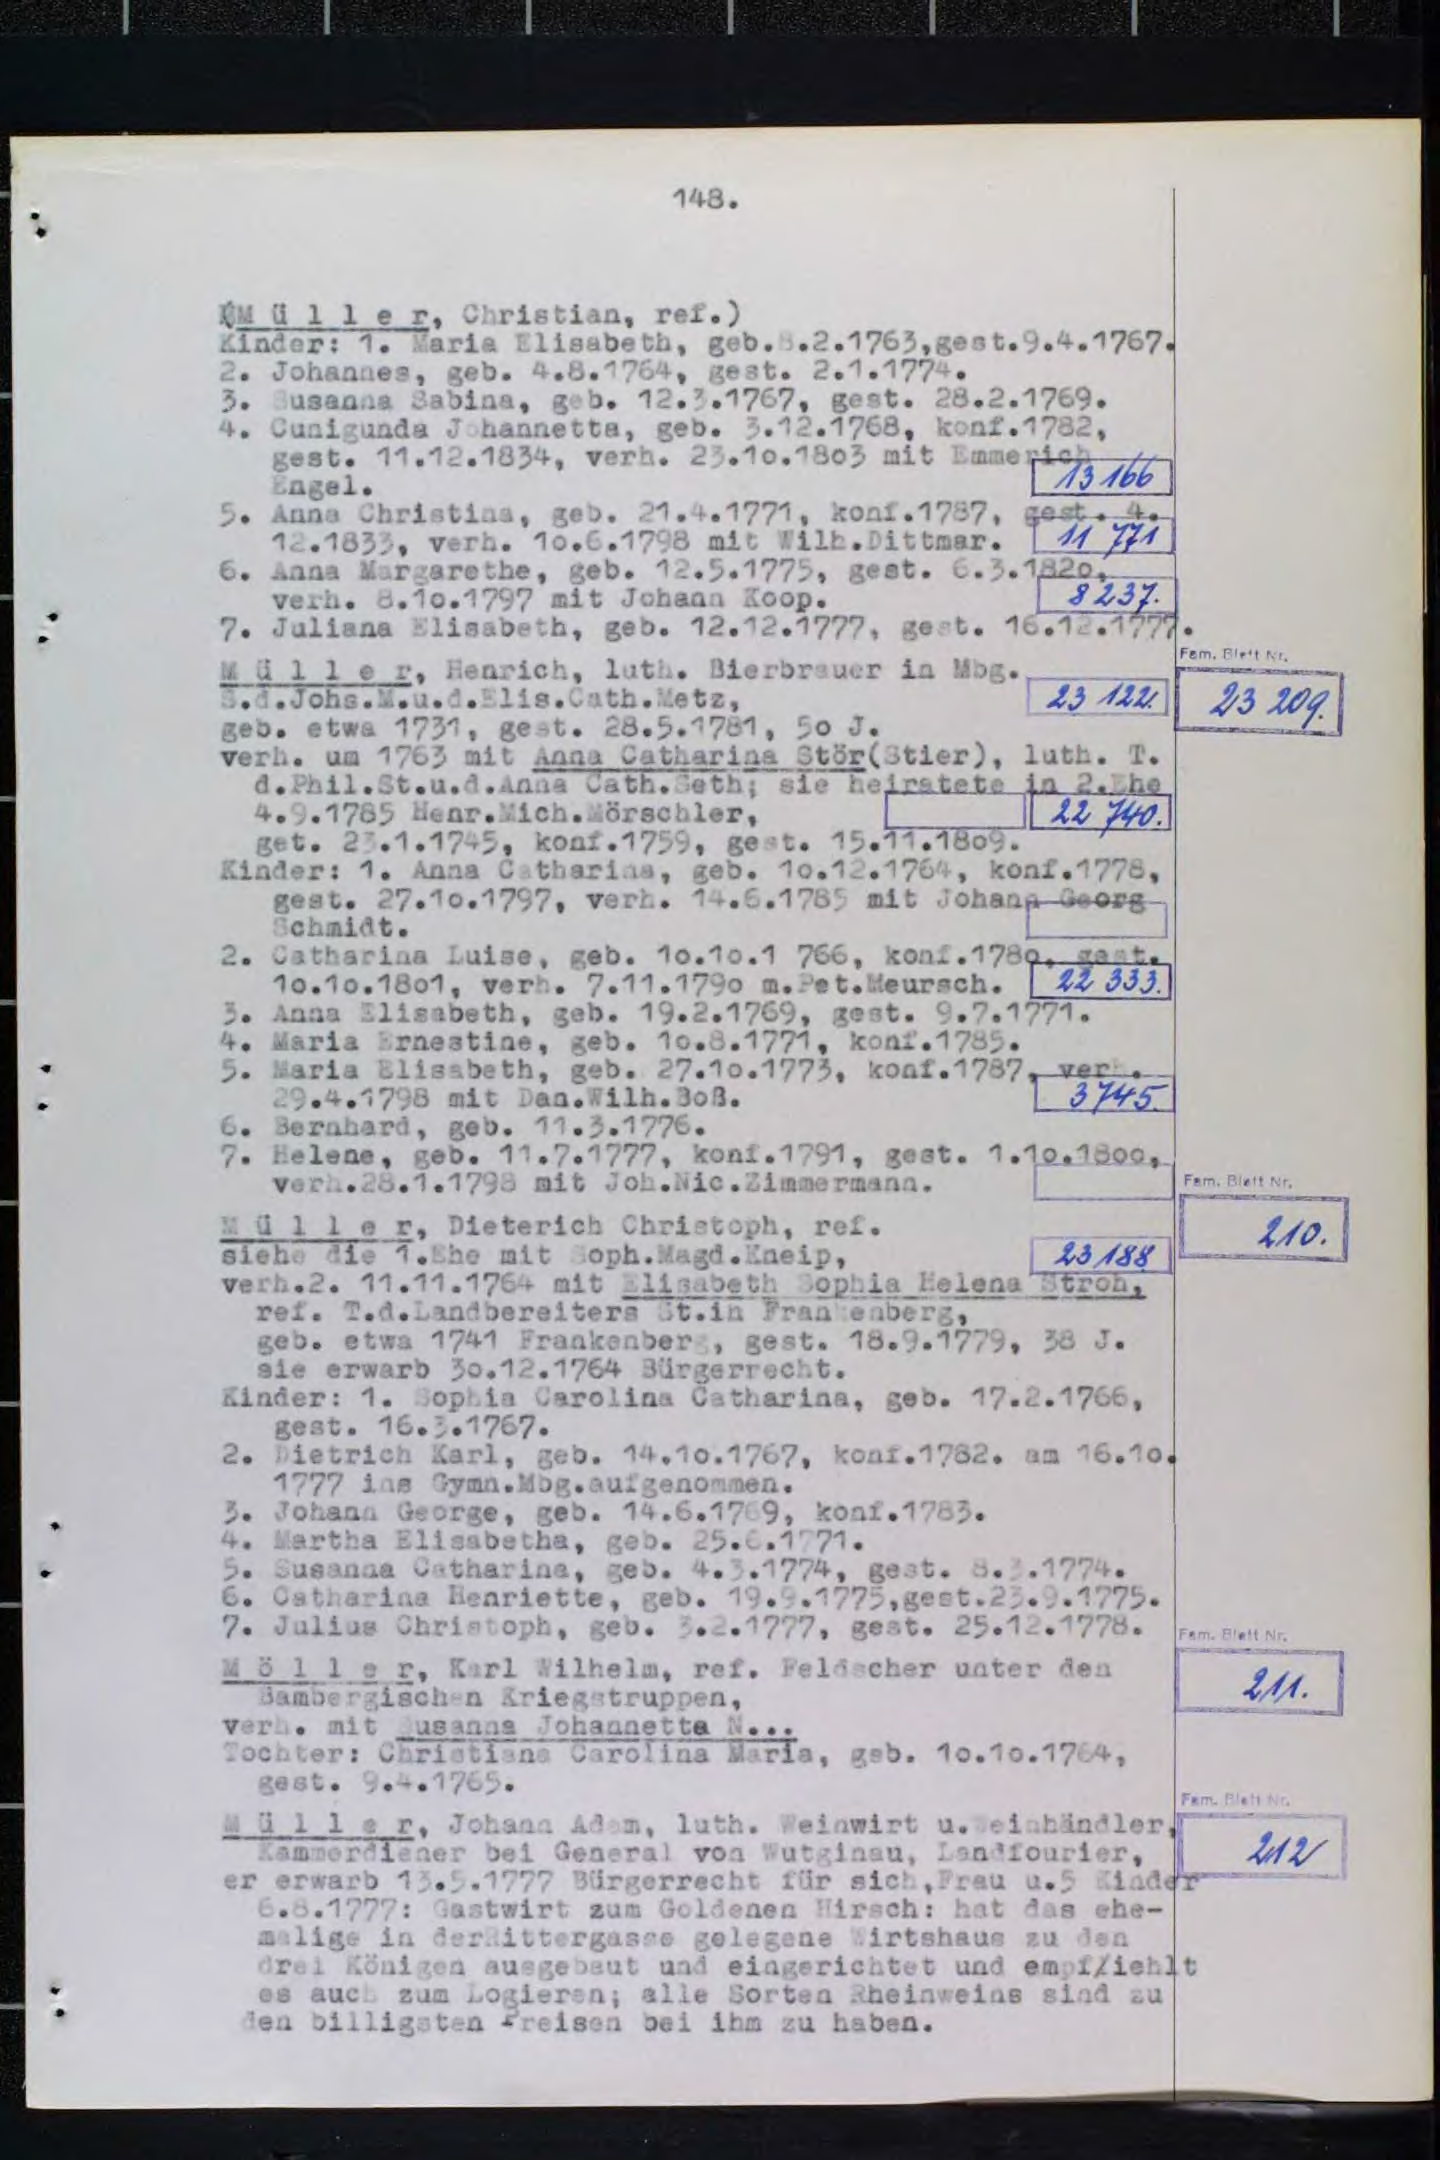 148.
(Müller, Christian, ref.)
Kinder: 1. Maria Elisabeth, geb.8.2.1763,gest.9.4.1767.
2. Johannes, geb. 4.8.1764, gest. 2.1.1774.
3. Susanna Sabina, geb. 12.3.1767, gest. 28.2.1769.
4. Cunigunda Johannetta, geb. 3.12.1768, konf.1782,
gest. 11.12.1834, verh. 23.10.1803 mit Emmerich
Engel. 13 166
5. Anna Christina, geb. 21.4.1771, konf.1787, gest. 4.
12.1833, verh. 10.6.1798 mit Wilh.Dittmar. 11 771
6. Anna Margarethe, geb. 12.5.1775, gest. 6.3.1820,
verh. 8.10.1797 mit Johann Koop. 8237.
7. Juliana Elisabeth, geb. 12.12.1777, gest. 16.12.1777.
Fam. Blatt Nr.
Müller, Henrich, luth. Bierbrauer in Mbg.
S.d.Johs.M.u.d.Elis.Cath.Metz, 23 122. 23 209.
geb. etwa 1731, gest. 28.5.1781, 50 J.
verh. um 1763 mit Anna Catharina Stör(Stier), luth. T.
d.Phil.St.u.d.Anna Cath.Seth; sie heiratete in 2.Ehe
4.9.1785 Henr.Mich.Mörschler, 22 740.
get. 23.1.1745, konf.1759, gest. 15.11.1809.
Kinder: 1. Anna Catharina, geb. 10.12.1764, konf.1778,
gest. 27.10.1797, verh. 14.6.1785 mit Johann Georg
Schmidt.
2. Catharina Luise, geb. 10.10.1 766, konf.1780, gest.
10.10.1801, verh. 7.11.1790 m.Pet.Meursch. 22 333.
3. Anna Elisabeth, geb. 19.2.1769, gest. 9.7.1771.
4. Maria Ernestine, geb. 10.8.1771, konf.1785.
5. Maria Elisabeth, geb. 27.10.1773, konf.1787, verh.
29.4.1798 mit Dan.Wilh.Boß. 3745.
6. Bernhard, geb. 11.3.1776.
7. Helene, geb. 11.7.1777, konf.1791, gest. 1.10.1800,
verh.28.1.1798 mit Joh.Nic.Zimmermann.
Fam. Blatt Nr.
Müller, Dieterich Christoph, ref. 210.
siehe die 1.Ehe mit Soph.Magd.Kneip, 23 188.
verh.2. 11.11.1764 mit Elisabeth Sophia Helena Stroh,
ref. T.d.Landbereiters St.in Frankenberg,
geb. etwa 1741 Frankenberg, gest. 18.9.1779, 38 J.
sie erwarb 30.12.1764 Bürgerrecht.
Kinder: 1. Sophia Carolina Catharina, geb. 17.2.1766,
gest. 16.3.1767.
2. Dietrich Karl, geb. 14.10.1767, konf.1782. am 16.10.
1777 ins Gymn.Mbg.aufgenommen.
3. Johann George, geb. 14.6.1769, konf.1783.
4. Martha Elisabetha, geb. 25.6.1771.
5. Susanna Catharina, geb. 4.3.1774, gest. 8.3.1774.
6. Catharina Henriette, geb. 19.9.1775,gest.23.9.1775.
7. Julius Christoph, geb. 3.2.1777, gest. 25.12.1778.
Fam. Blatt Nr.
Möller, Karl Wilhelm, ref. Feldscher unter den 211.
Bambergischen Kriegstruppen,
verh. mit Susanna Johannetta N...
Tochter: Christiana Carolina Maria, geb. 10.10.1764,
gest. 9.4.1765.
Fam. Blatt Nr.
Müller, Johann Adam, luth. Weinwirt u.Weinhändler, 212
Kammerdiener bei General von Wutginau, Landfourier,
er erwarb 13.5.1777 Bürgerrecht für sich,Frau u.5 Kinder
6.8.1777: Gastwirt zum Goldenen Hirsch: hat das ehe-
malige in derRittergasse gelegene Wirtshaus zu den
drei Königen ausgebaut und eingerichtet und empfiehlt
es auch zum Logieren; alle Sorten Rheinweins sind zu
den billigsten Preisen bei ihm zu haben.